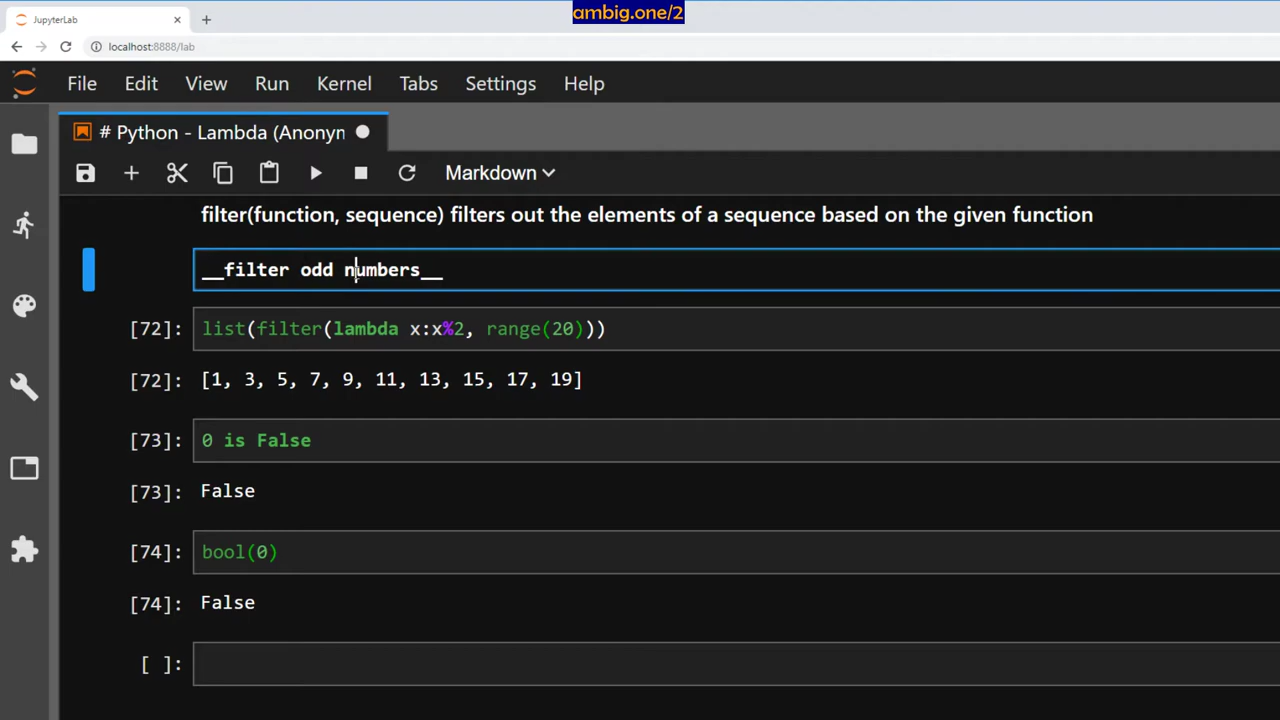 ambig.one/2
JupyterLab
localhost:8888/lab
File Edit View Run Kernel Tabs Settings Help
# Python - Lambda (Anonyn
Markdown
filter(function, sequence) filters out the elements of a sequence based on the given function
__filter odd numbers__
[72]: list(filter(lambda x:x%2, range(20)))
[72]: [1, 3, 5, 7, 9, 11, 13, 15, 17, 19]
[73]: 0 is False
[73]: False
[74]: bool(0)
[74]: False
[ ]: